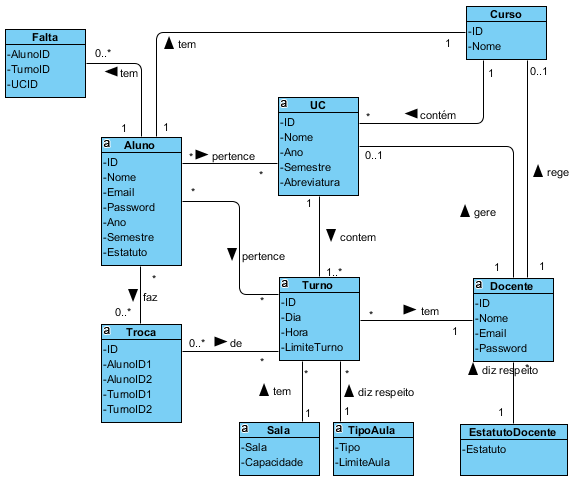 Curso
-ID
-Nome
Falta
-AlunoID
-TurnoID
-UCID
0..*
tem
tem
1
1
0..1
1
1
a
UC
-ID
-Nome
-Ano
-Semestre
-Abreviatura
*
contém
0..1
a
Aluno
-ID
-Nome
-Email
-Password
-Ano
-Semestre
-Estatuto
*
pertence
*
*
rege
gere
1
contem
1..*
pertence
*
1
1
*
faz
0..*
a
Turno
-ID
-Dia
-Hora
-LimiteTurno
*
tem
1
a
Docente
-ID
-Nome
-Email
-Password
a
Troca
-ID
-AlunoID1
-AlunoID2
-TurnoID1
-TurnoID2
0..*
de
*
*
tem
1
*
diz respeito
1
*
diz respeito
1
a
Sala
-Sala
-Capacidade
a
TipoAula
-Tipo
-LimiteAula
EstatutoDocente
-Estatuto